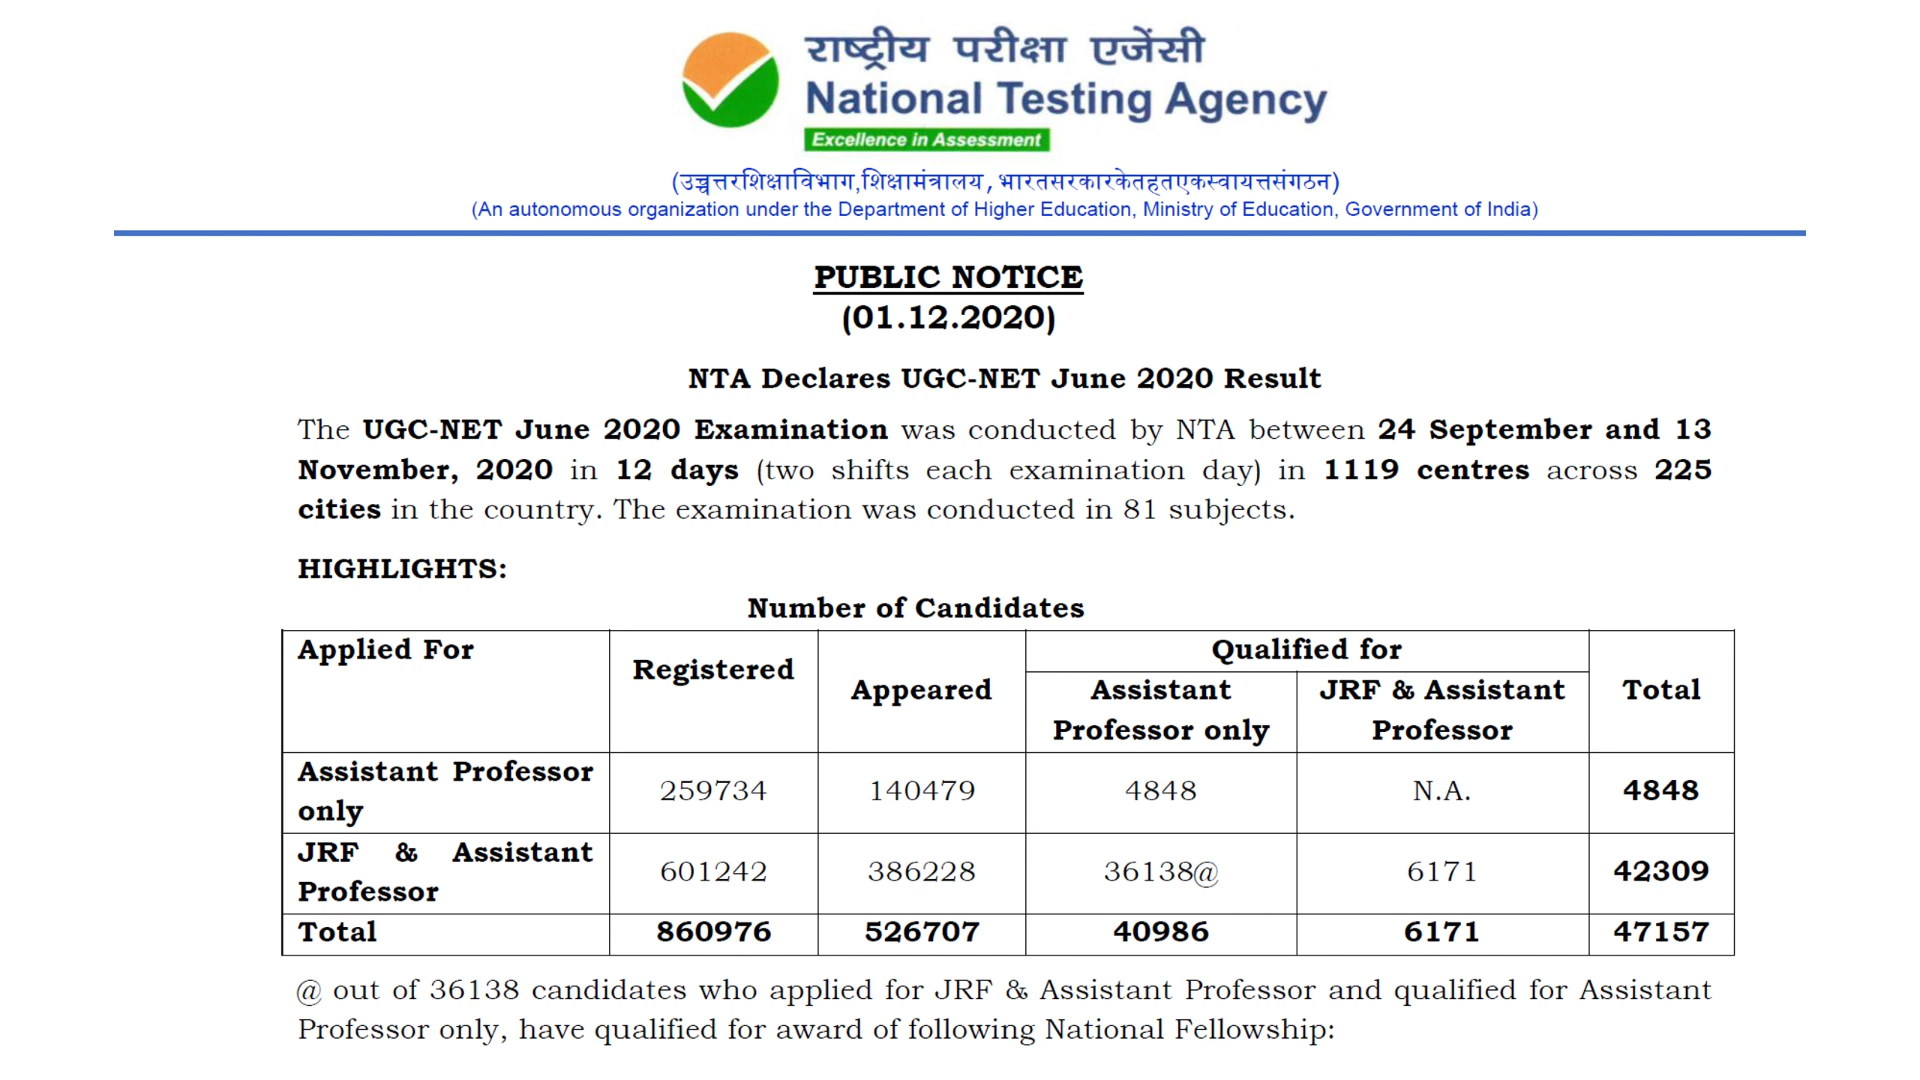 राष्ट्रीय परीक्षा एजेंसी
National Testing Agency
Excellence in Assessment
(उच्चत्तरशिक्षाविभाग,शिक्षामंत्रालय, भारतसरकारकेतहतएकस्वायत्तसंगठन)
(An autonomous organization under the Department of Higher Education, Ministry of Education, Government of India)
PUBLIC NOTICE
(01.12.2020)
NTA Declares UGC-NET June 2020 Result
The UGC-NET June 2020 Examination was conducted by NTA between 24 September and 13
November, 2020 in 12 days (two shifts each examination day) in 1119 centres across 225
cities in the country. The examination was conducted in 81 subjects.
HIGHLIGHTS:
Number of Candidates
Applied For Registered Appeared Qualified for Total
Assistant Professor only JRF & Assistant Professor
Assistant Professor only 259734 140479 4848 N.A. 4848
JRF & Assistant Professor 601242 386228 36138@ 6171 42309
Total 860976 526707 40986 6171 47157
@ out of 36138 candidates who applied for JRF & Assistant Professor and qualified for Assistant
Professor only, have qualified for award of following National Fellowship: